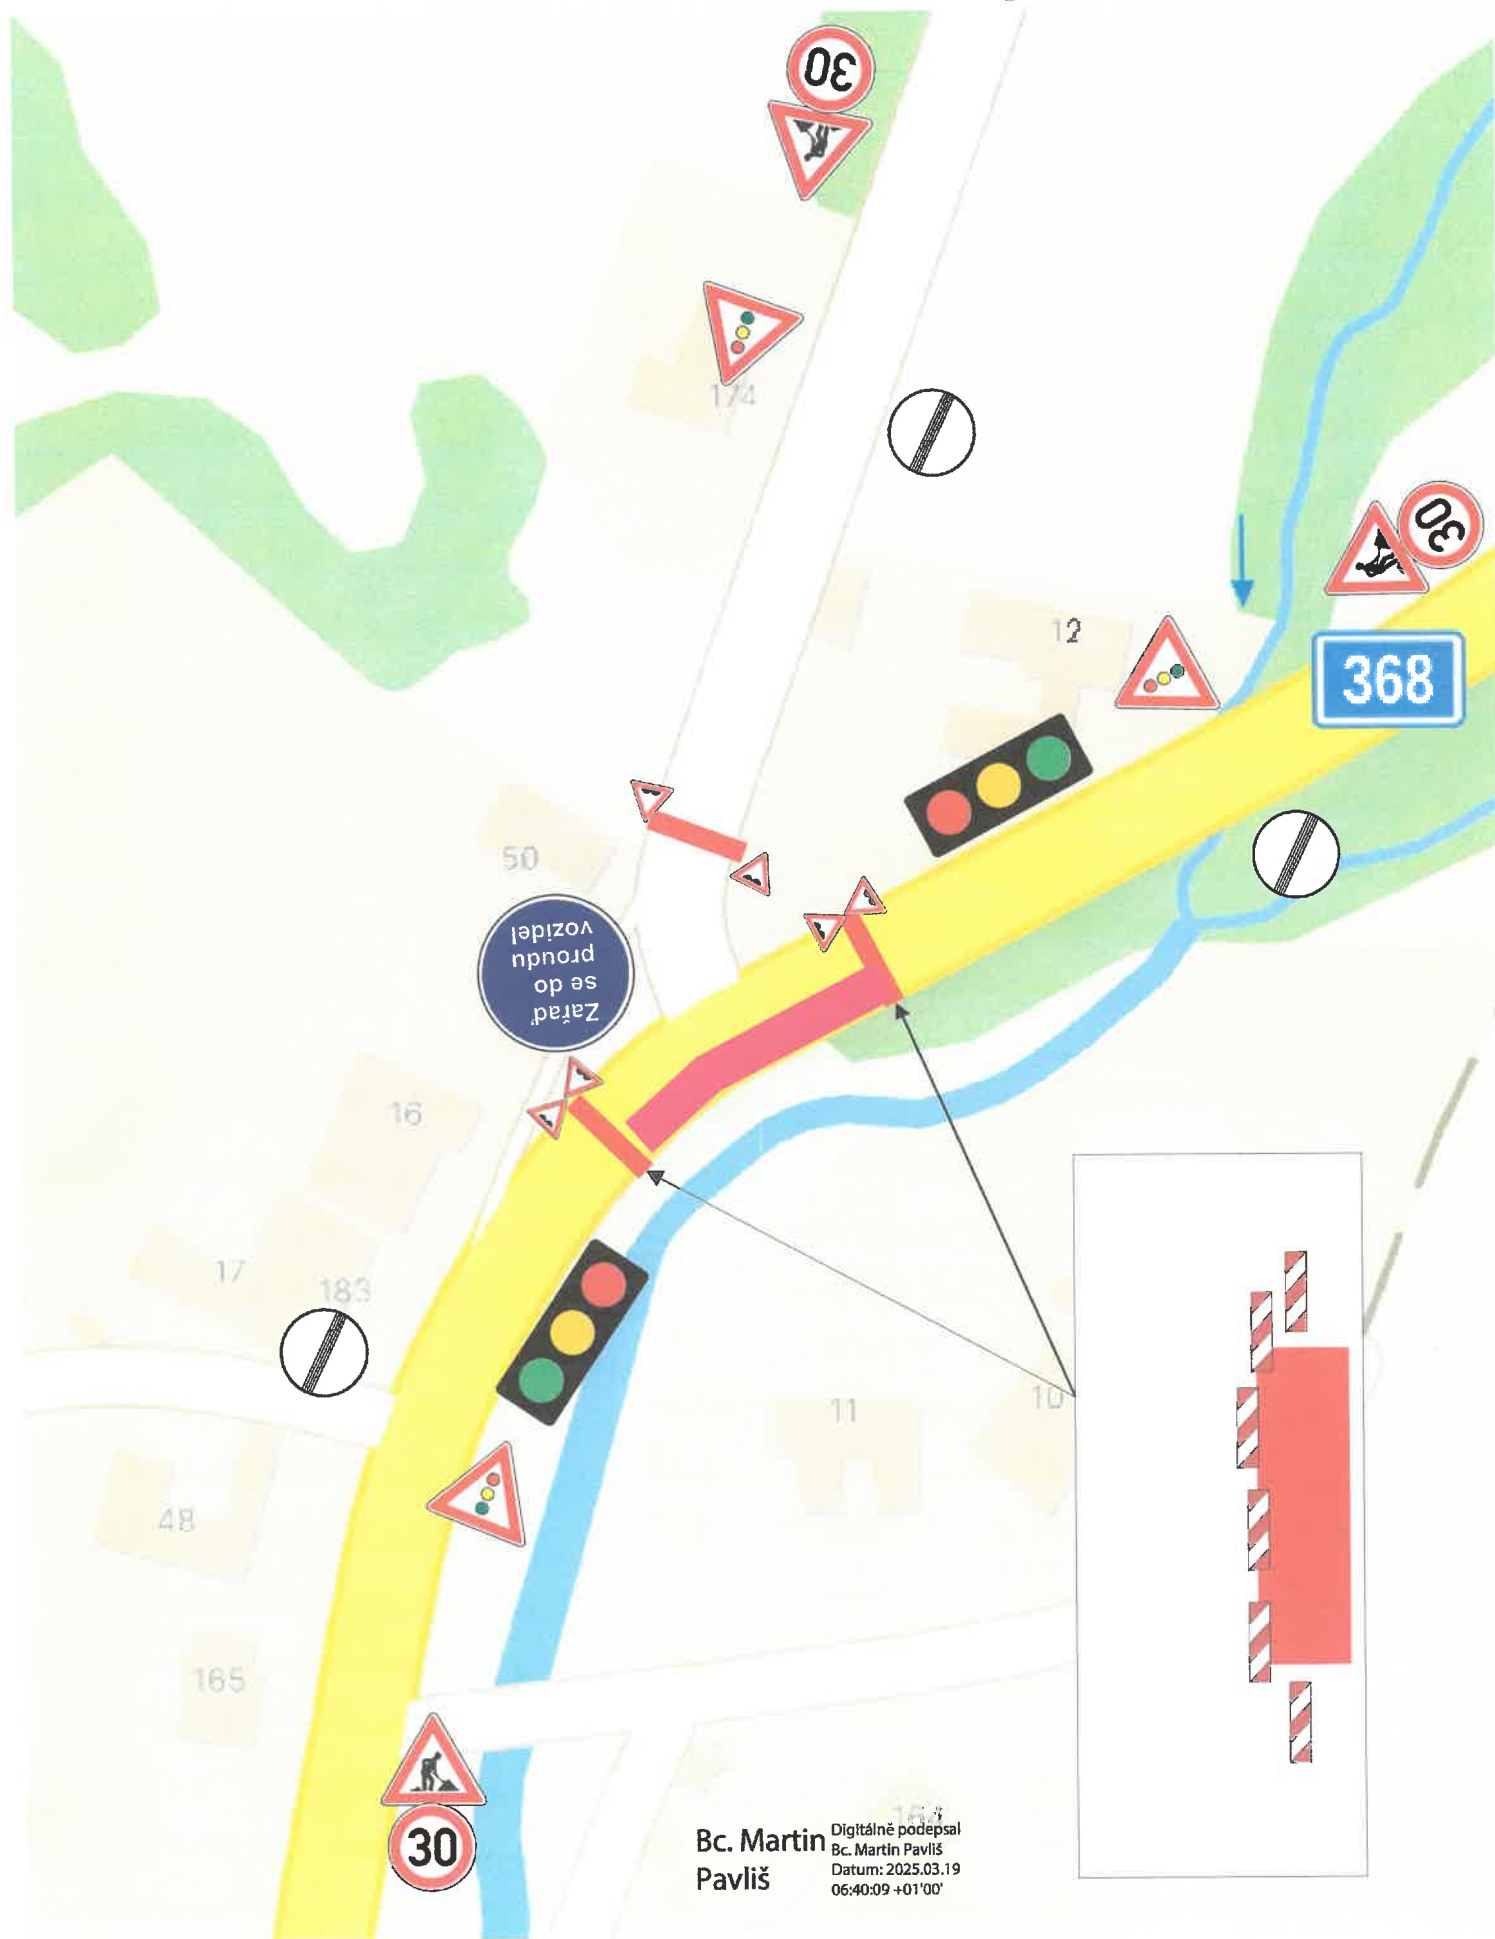 30
174
30
12
368
50
Zařaď
se do
proudu
vozidel
16
17
183
11
10
48
165
30
164
Bc. Martin
Pavliš
Digitálně podepsal
Bc. Martin Pavliš
Datum: 2025.03.19
06:40:09 +01'00'